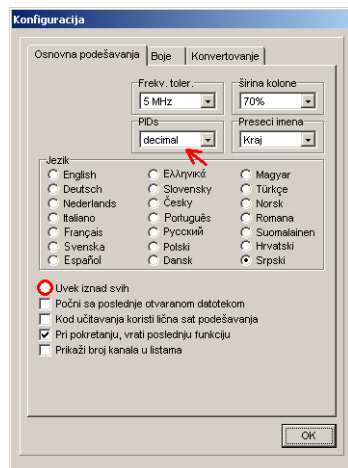 Konfiguracija
Osnovna podešavanja Boje Konvertovanje
Frekv. toler. širina kolone
5 MHz 70%
PIDs Preseci imena
decimal Kraj
Jezik
English Ελληνικά Magyar
Deutsch Slovensky Türkçe
Nederlands Česky Norsk
Italiano Português Romana
Français Русский Suomalainen
Svenska Polski Hrvatski
Español Dansk Srpski
Uvek iznad svih
Počni sa poslednje otvaranom datotekom
Kod učitavanja koristi lična sat podešavanja
Pri pokretanju, vrati poslednju funkciju
Prikaži broj kanala u listama
OK